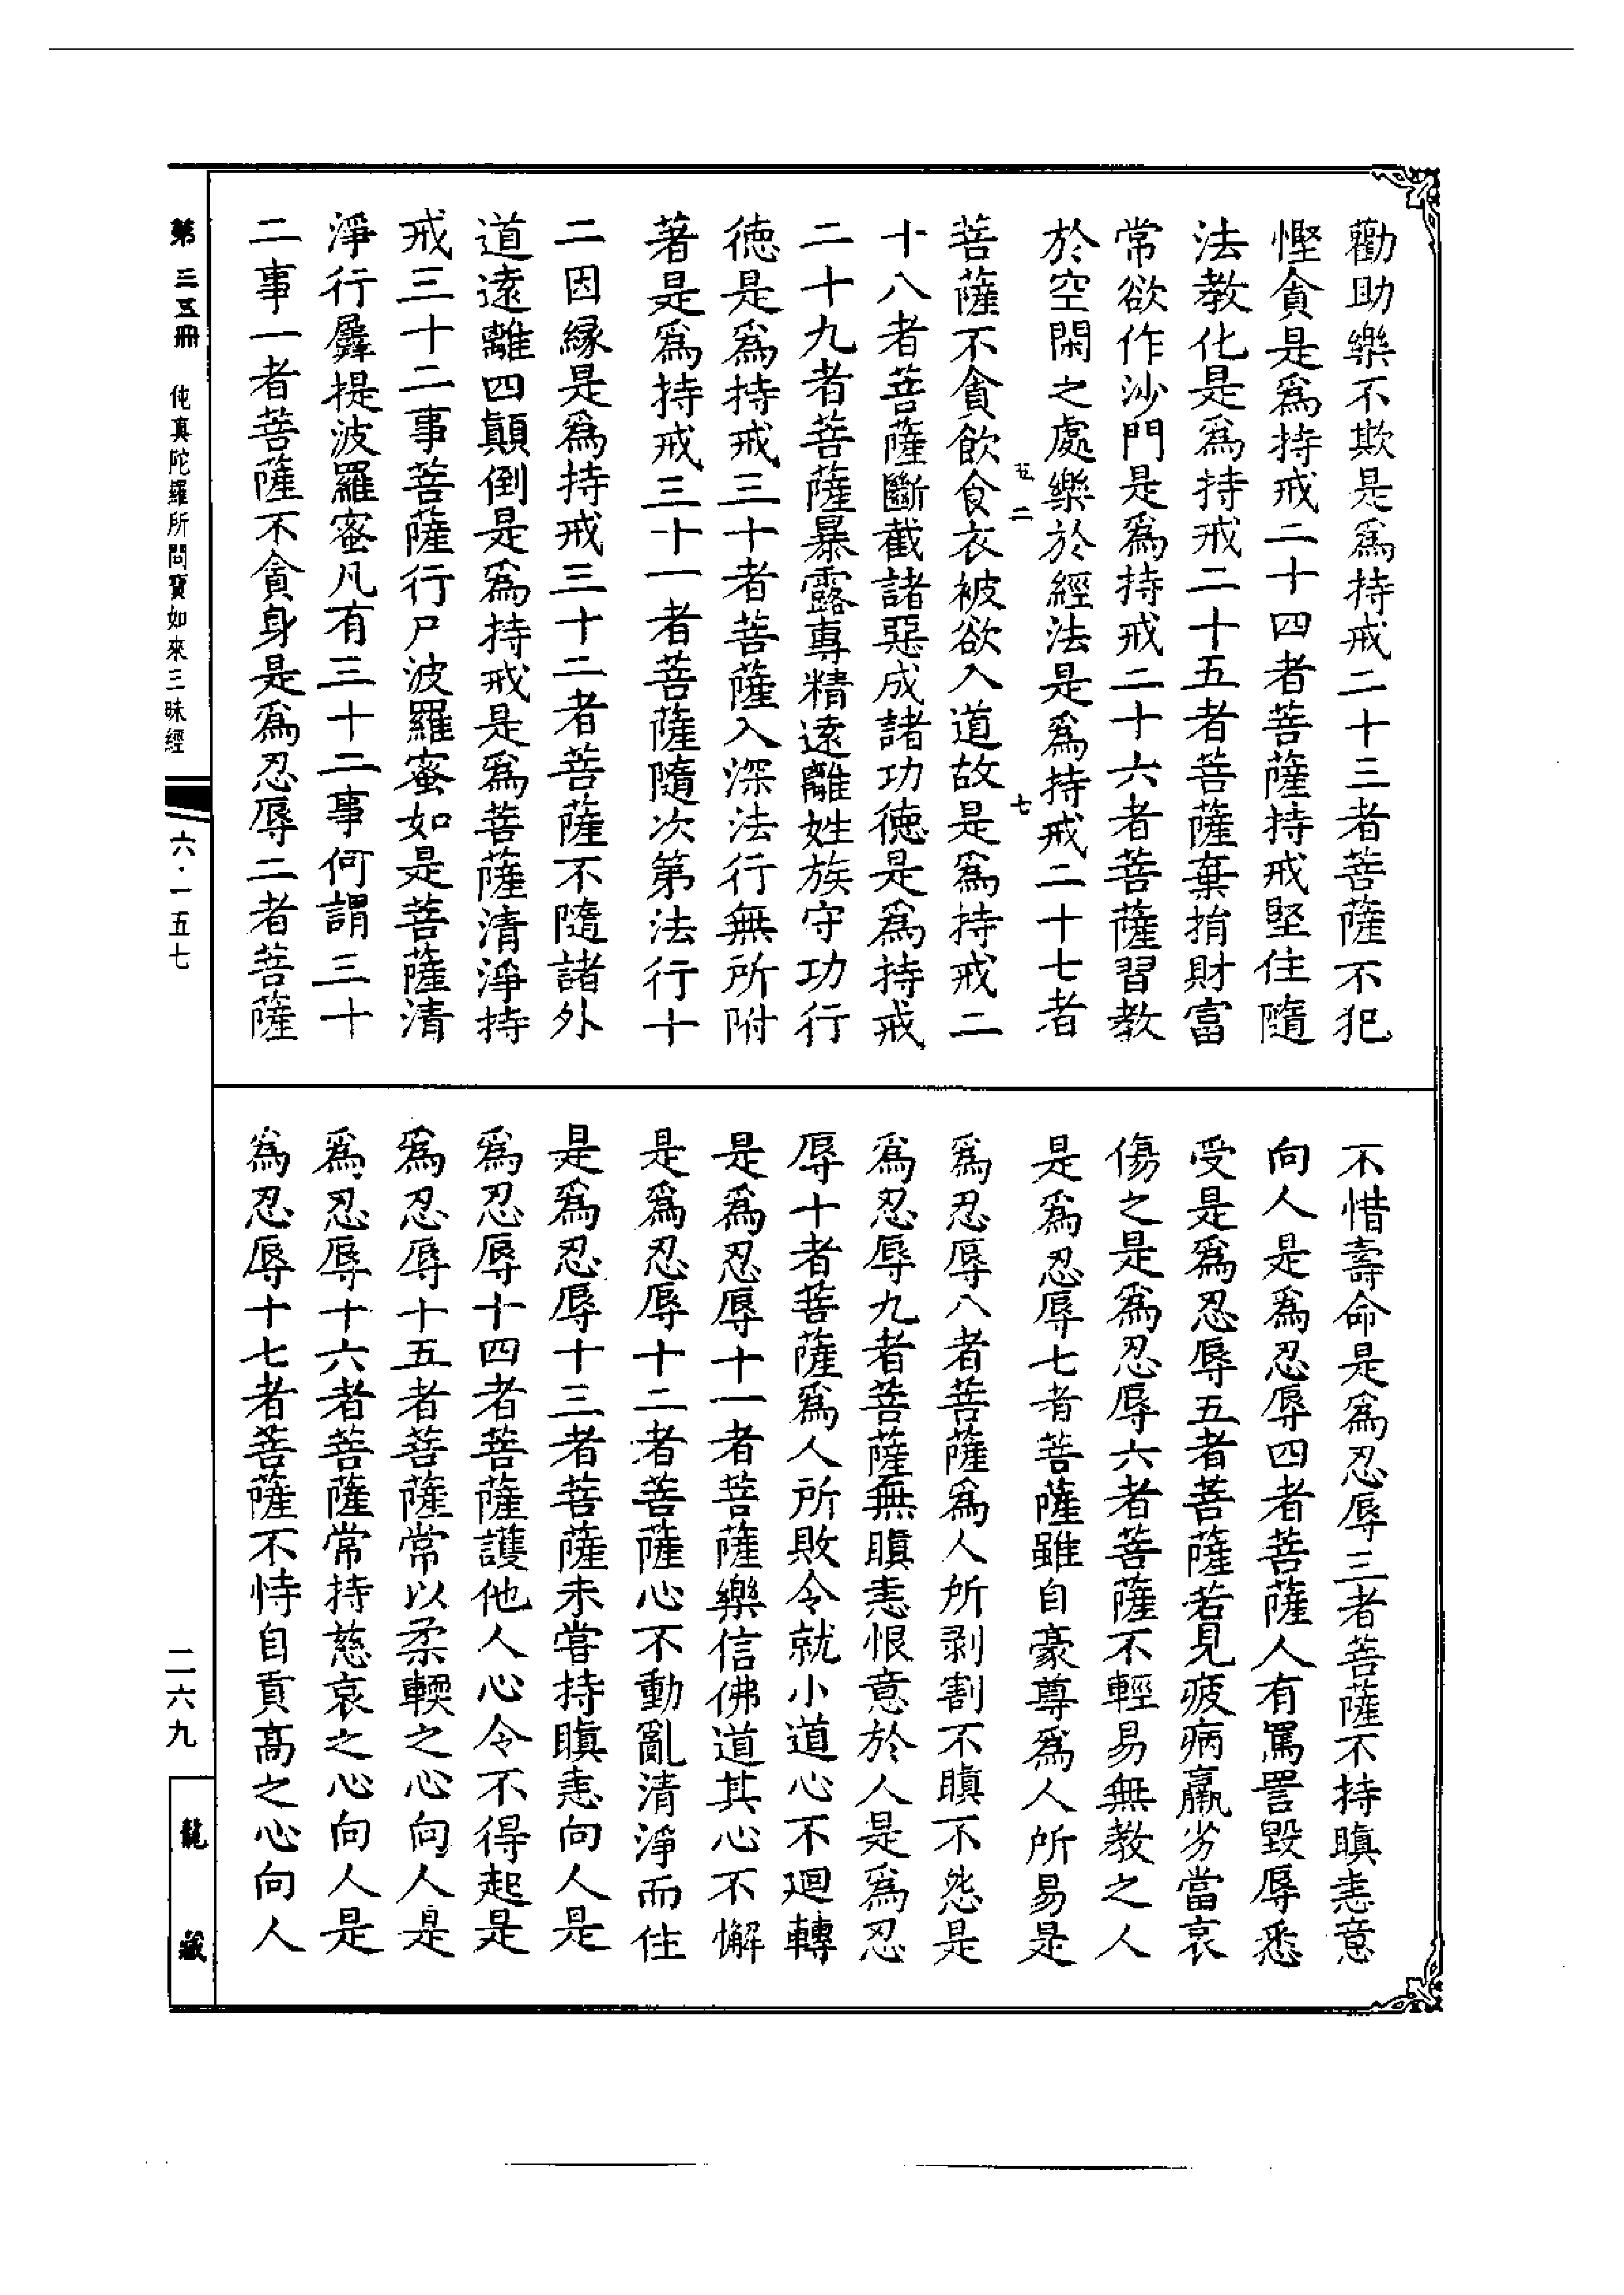 勸助樂不欺是爲持戒二十三者菩薩不犯
慳貪是爲持戒二十四者菩薩持戒堅住隨
法教化是爲持戒二十五者菩薩棄捐財富
常欲作沙門是爲持戒二十六者菩薩習教
於空閑之處樂於經法是爲持戒二十七者
菩薩不貪飲食衣被欲入道故是爲持戒二
十八者菩薩斷截諸惡成諸功德是爲持戒
二十九者菩薩暴露專精遠離姓族守功行
德是爲持戒三十者菩薩入深法行無所附
著是爲持戒三十一者菩薩隨次第法行十
二因緣是爲持戒三十二者菩薩不隨諸外
道遠離四顛倒是爲持戒是爲菩薩清淨持
戒三十二事菩薩行尸波羅蜜如是菩薩清
淨行羼提波羅蜜凡有三十二事何謂三十
二事一者菩薩不貪身是爲忍辱二者菩薩
不惜壽命是爲忍辱三者菩薩不持瞋恚意
向人是爲忍辱四者菩薩人有罵詈毀辱悉
受是爲忍辱五者菩薩若見疲病羸劣當哀
傷之是爲忍辱六者菩薩不輕易無教之人
是爲忍辱七者菩薩雖自豪尊爲人所易是
爲忍辱八者菩薩爲人所剥割不瞋不怨是
爲忍辱九者菩薩無瞋恚恨意於人是爲忍
辱十者菩薩爲人所敗令就小道心不迴轉
是爲忍辱十一者菩薩樂信佛道其心不懈
是爲忍辱十二者菩薩心不動亂清淨而住
是爲忍辱十三者菩薩未嘗持瞋恚向人是
爲忍辱十四者菩薩護他人心令不得起是
爲忍辱十五者菩薩常以柔輭之心向人是
爲忍辱十六者菩薩常持慈哀之心向人是
爲忍辱十七者菩薩不恃自貢高之心向人
第三五冊 伅真陀羅所問寶如來三昧經
六·一五七
二六九
龍藏